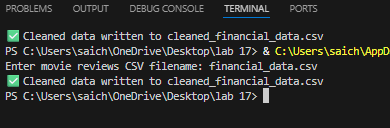 OUTPUT DEBUG CONSOLE TERMINAL PORTS
✅ Cleaned data written to cleaned_financial_data.csv
PS C:\Users\saich\OneDrive\Desktop\lab 17> & C:\Users\saich\AppD
Enter movie reviews CSV filename: financial_data.csv
✅ Cleaned data written to cleaned_financial_data.csv
PS C:\Users\saich\OneDrive\Desktop\lab 17>